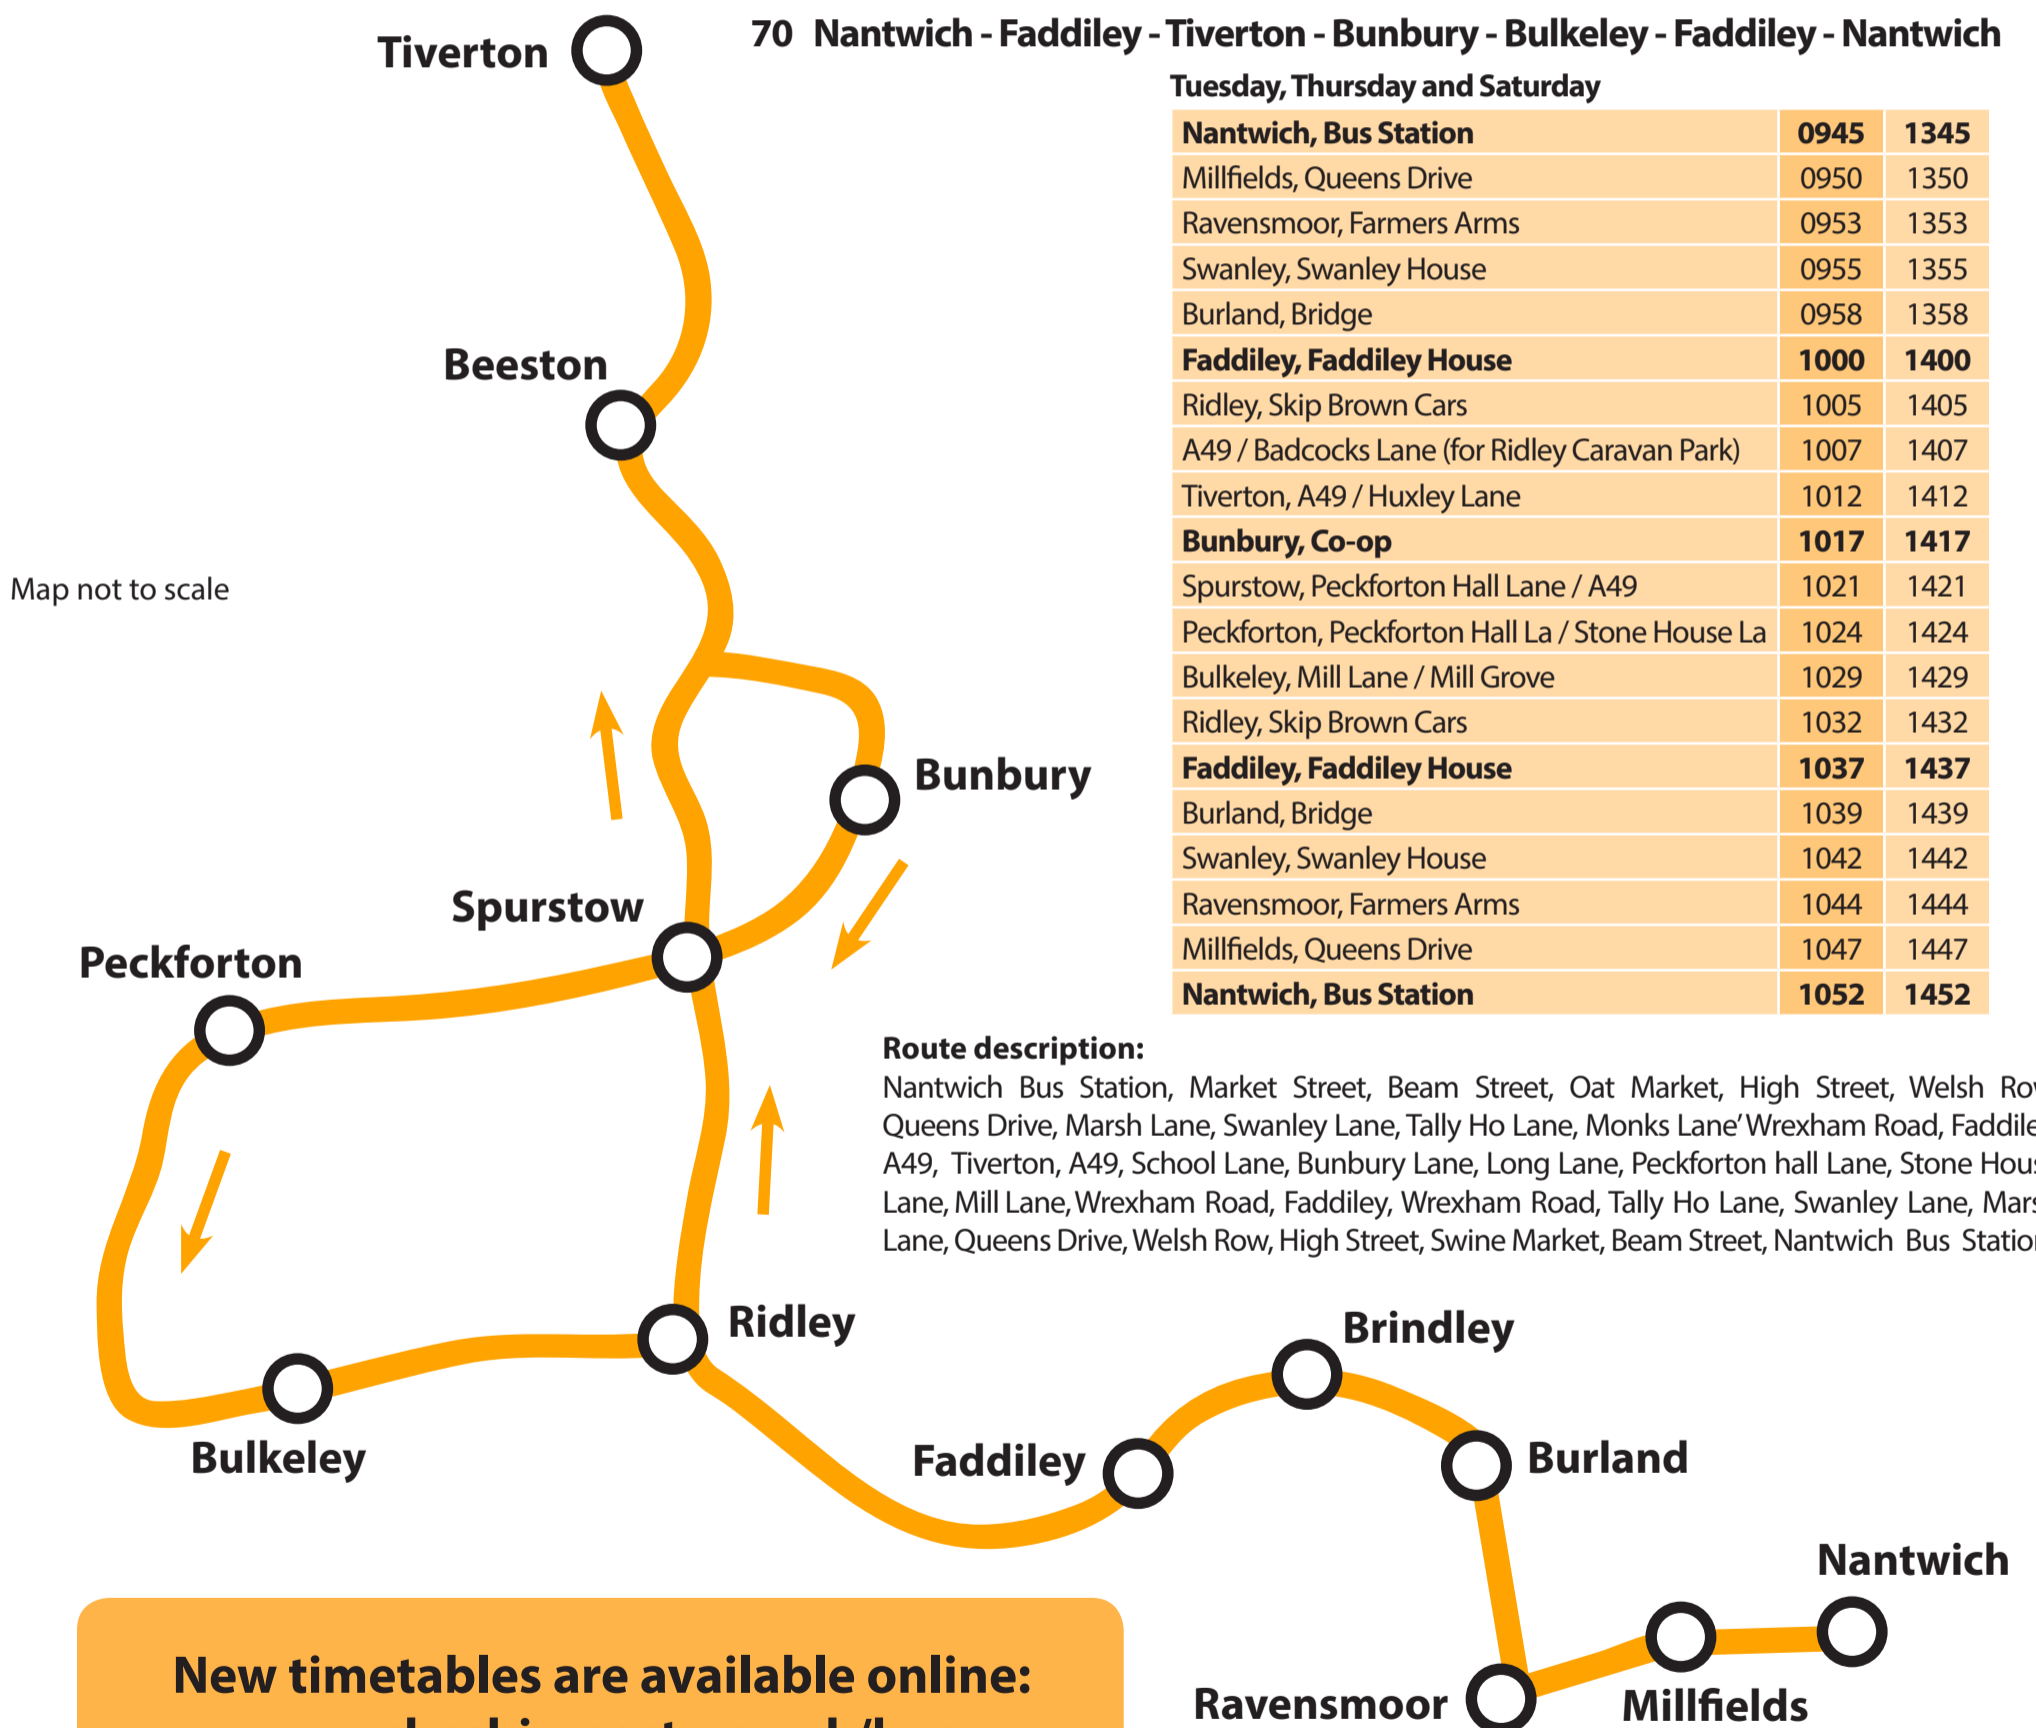 70 Nantwich - Faddiley - Tiverton - Bunbury - Bulkeley - Faddiley - Nantwich
Tuesday, Thursday and Saturday
Nantwich, Bus Station 0945 1345
Millfields, Queens Drive 0950 1350
Ravensmoor, Farmers Arms 0953 1353
Swanley, Swanley House 0955 1355
Burland, Bridge 0958 1358
Faddiley, Faddiley House 1000 1400
Ridley, Skip Brown Cars 1005 1405
A49 / Badcocks Lane (for Ridley Caravan Park) 1007 1407
Tiverton, A49 / Huxley Lane 1012 1412
Bunbury, Co-op 1017 1417
Spurstow, Peckforton Hall Lane / A49 1021 1421
Peckforton, Peckforton Hall La / Stone House La 1024 1424
Bulkeley, Mill Lane / Mill Grove 1029 1429
Ridley, Skip Brown Cars 1032 1432
Faddiley, Faddiley House 1037 1437
Burland, Bridge 1039 1439
Swanley, Swanley House 1042 1442
Ravensmoor, Farmers Arms 1044 1444
Millfields, Queens Drive 1047 1447
Nantwich, Bus Station 1052 1452
Route description:
Nantwich Bus Station, Market Street, Beam Street, Oat Market, High Street, Welsh
Queens Drive, Marsh Lane, Swanley Lane, Tally Ho Lane, Monks Lane' Wrexham Road,
A49, Tiverton, A49, School Lane, Bunbury Lane, Long Lane, Peckforton hall Lane, Stone
Lane, Mill Lane, Wrexham Road, Faddiley, Wrexham Road, Tally Ho Lane, Swanley Lane,
Lane, Queens Drive, Welsh Row, High Street, Swine Market, Beam Street, Nantwich Bus
Tiverton
Beeston
Map not to scale
Bunbury
Spurstow
Peckforton
Ridley
Bulkeley
Brindley
Faddiley
Burland
Nantwich
Ravensmoor
Millfields
New timetables are available online: